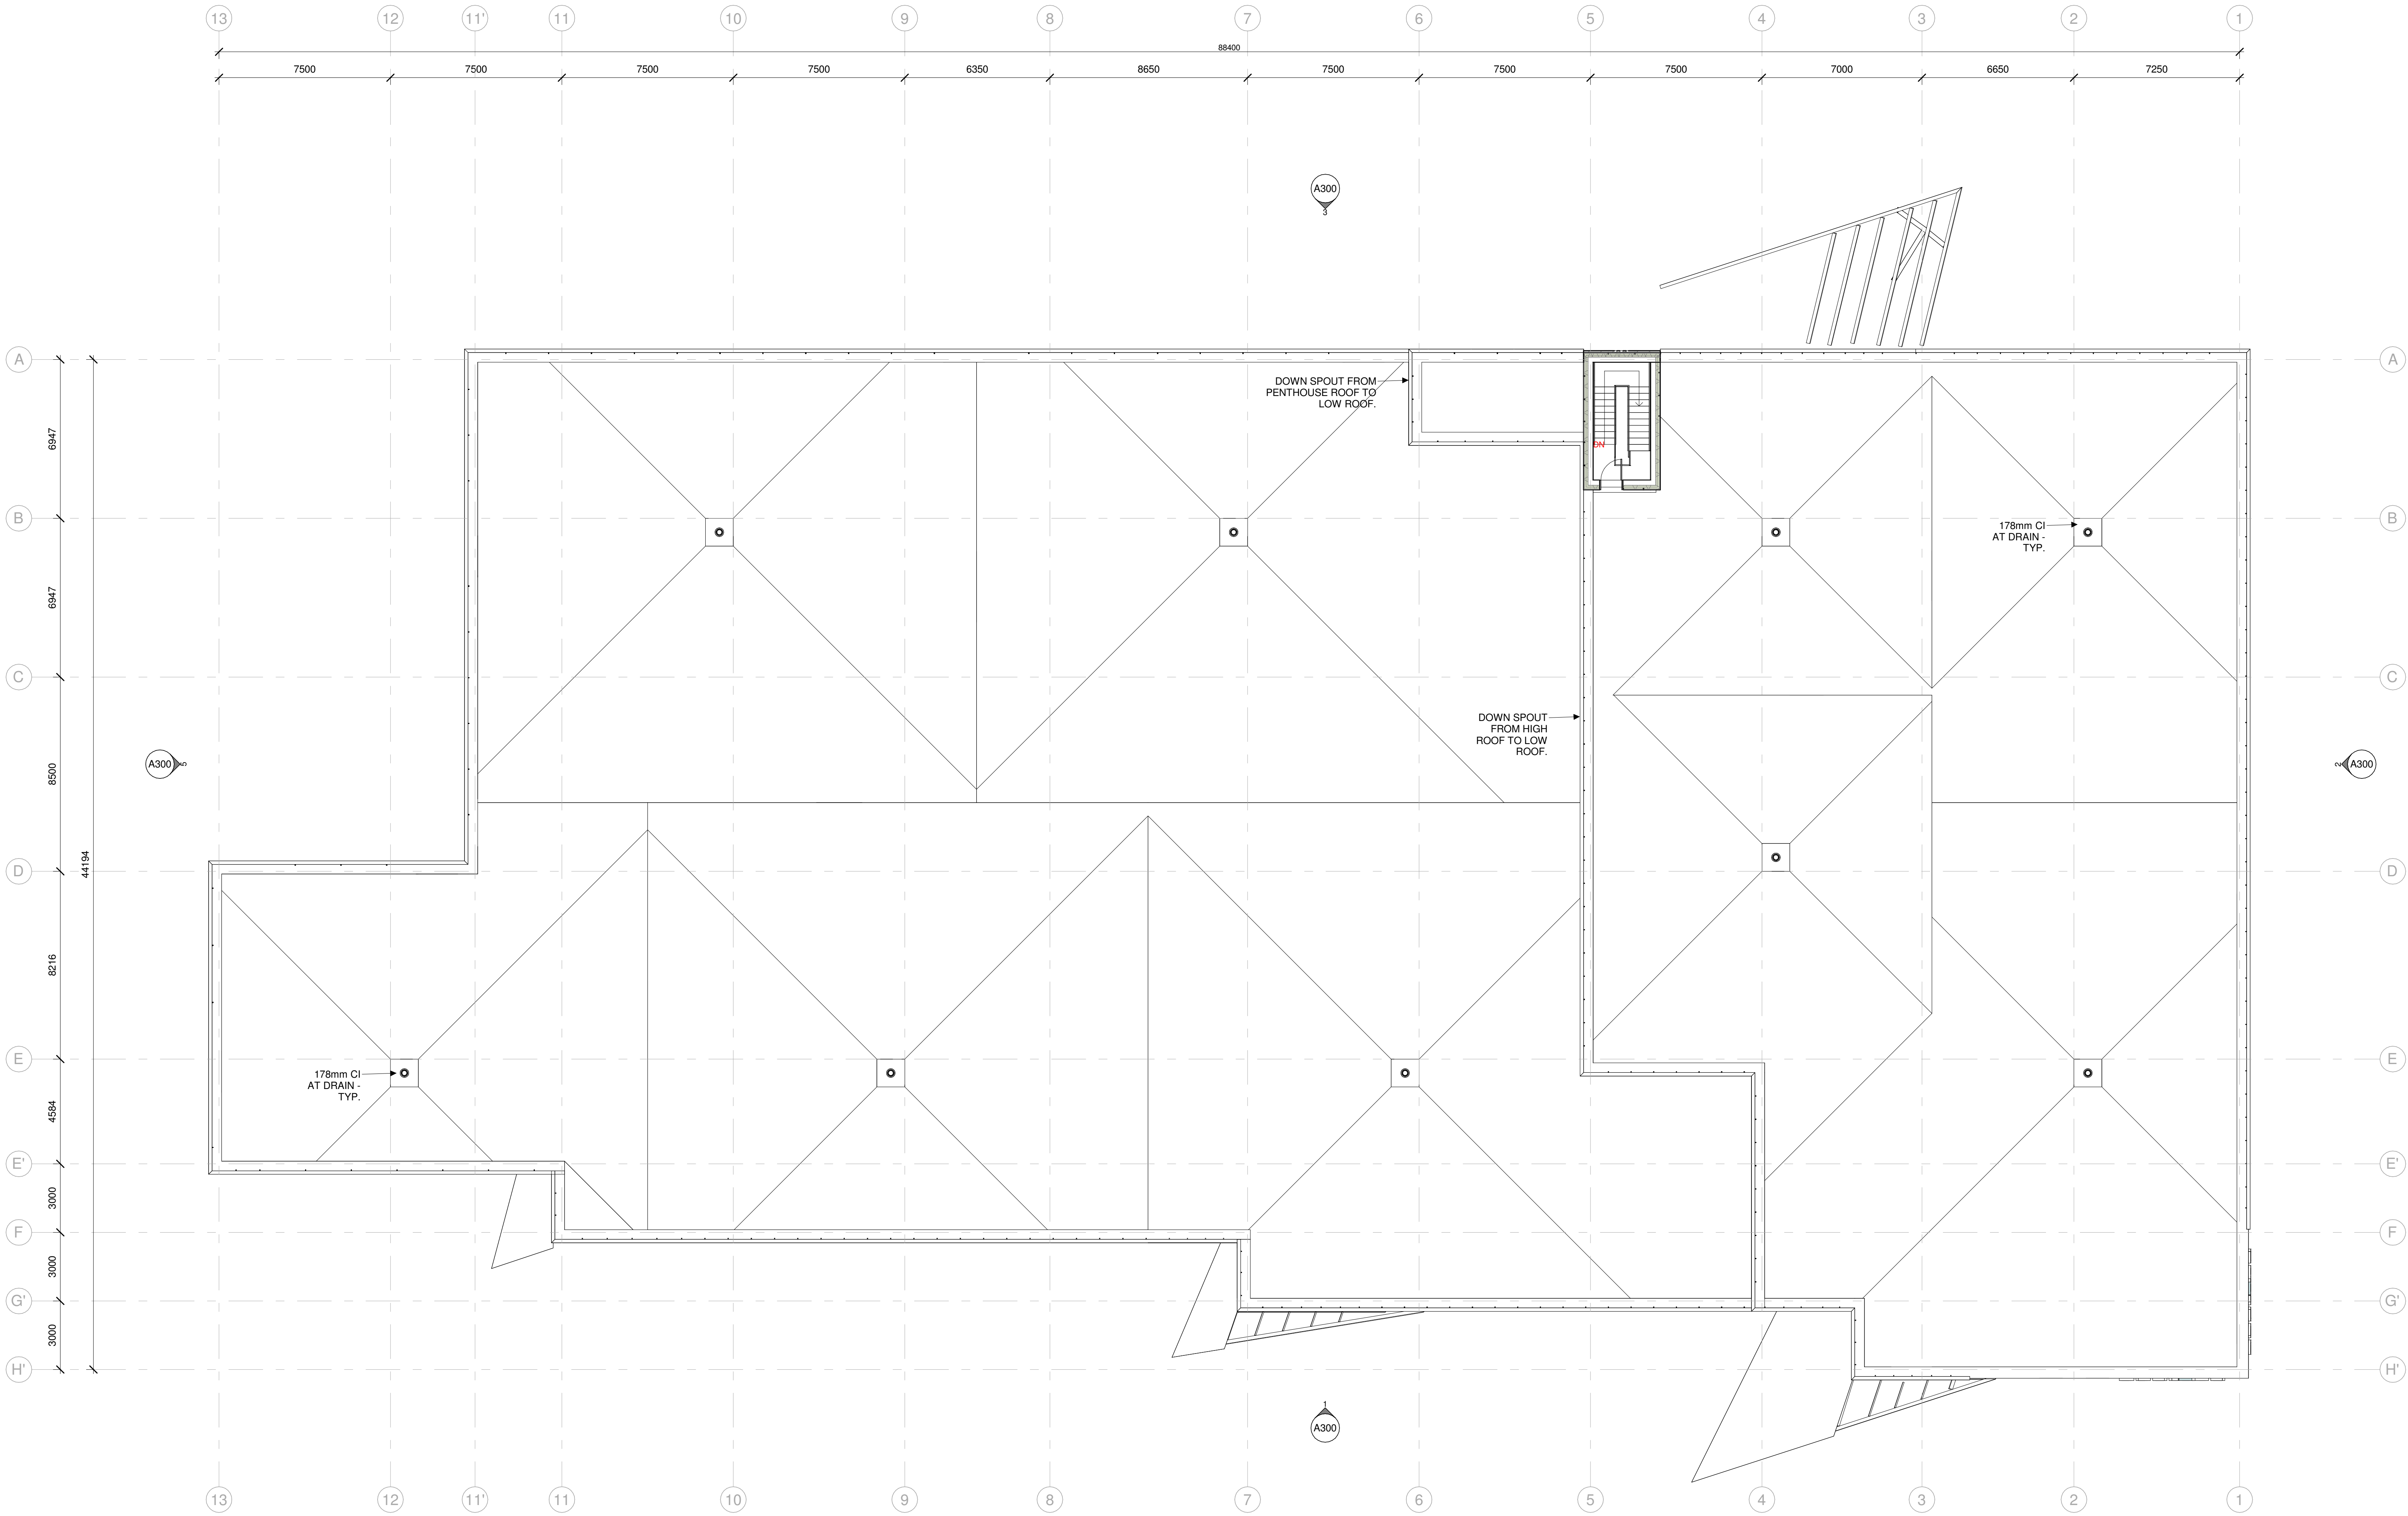 13 12 11' 11 10 9 8 7 6 5 4 3 2 1
88400
7500 7500 7500 7500 6350 8650 7500 7500 7500 7000 6650 7250
A300
3
A A
DOWN SPOUT FROM
PENTHOUSE ROOF TO
LOW ROOF.
6947
DN
B B
178mm CI
AT DRAIN -
TYP.
6947
C C
DOWN SPOUT
FROM HIGH
ROOF TO LOW
ROOF.
8500
A300 5
2 A300
44194
D D
8216
E E
178mm CI
AT DRAIN -
TYP.
4584
E' E'
3000
F F
3000
G' G'
3000
H' H'
1
A300
13 12 11' 11 10 9 8 7 6 5 4 3 2 1